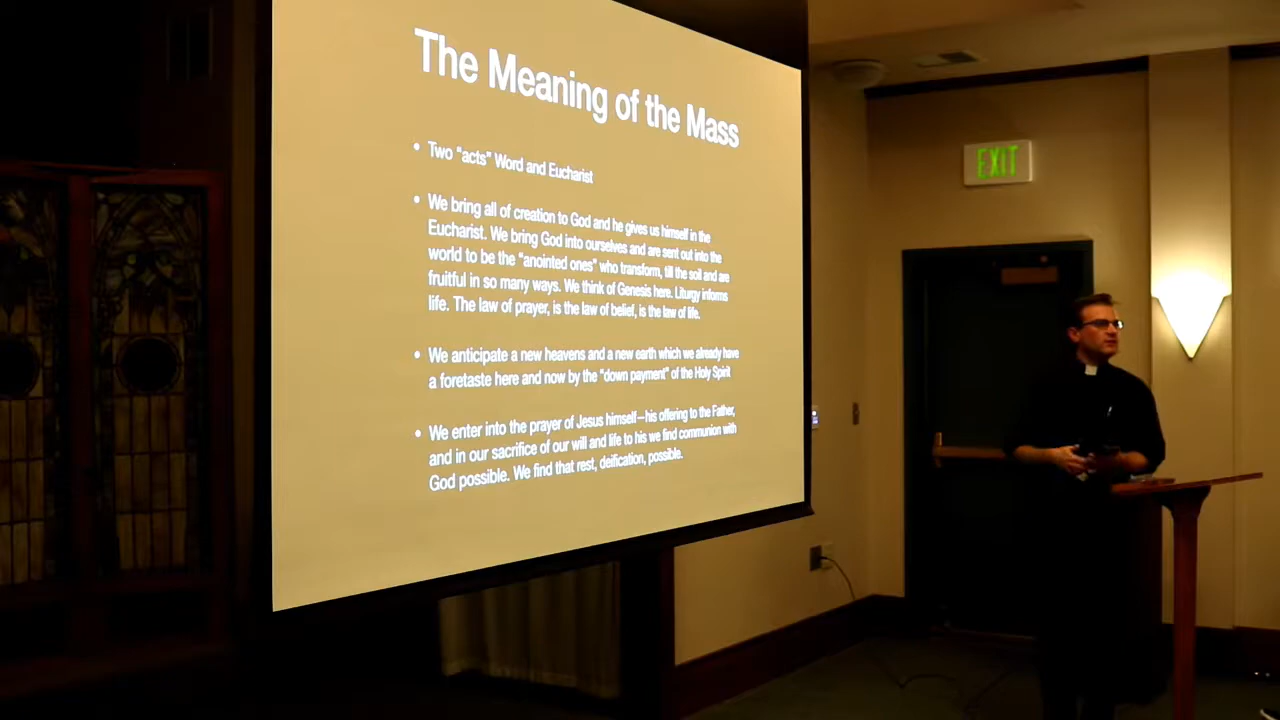 The Meaning of the Mass
• Two “acts” Word and Eucharist
• We bring all of creation to God and he gives us himself in the
Eucharist. We bring God into ourselves and are sent out into the
world to be the “anointed ones” who transform, till the soil and are
fruitful in so many ways. We think of Genesis here. Liturgy informs
life. The law of prayer, is the law of belief, is the law of life.
• We anticipate a new heavens and a new earth which we already have
a foretaste here and now by the “down payment” of the Holy Spirit
• We enter into the prayer of Jesus himself—his offering to the Father,
and in our sacrifice of our will and life to his we find communion with
God possible. We find that rest, deification, possible.
EXIT